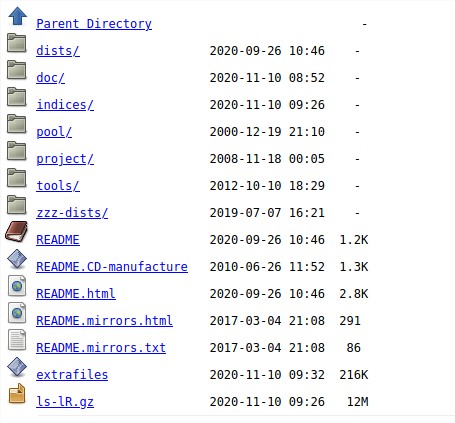 Parent Directory -
dists/ 2020-09-26 10:46 -
doc/ 2020-11-10 08:52 -
indices/ 2020-11-10 09:26 -
pool/ 2000-12-19 21:10 -
project/ 2008-11-18 00:05 -
tools/ 2012-10-10 18:29 -
zzz-dists/ 2019-07-07 16:21 -
README 2020-09-26 10:46 1.2K
README.CD-manufacture 2010-06-26 11:52 1.3K
README.html 2020-09-26 10:46 2.8K
README.mirrors.html 2017-03-04 21:08 291
README.mirrors.txt 2017-03-04 21:08 86
extrafiles 2020-11-10 09:32 216K
ls-lR.gz 2020-11-10 09:26 12M